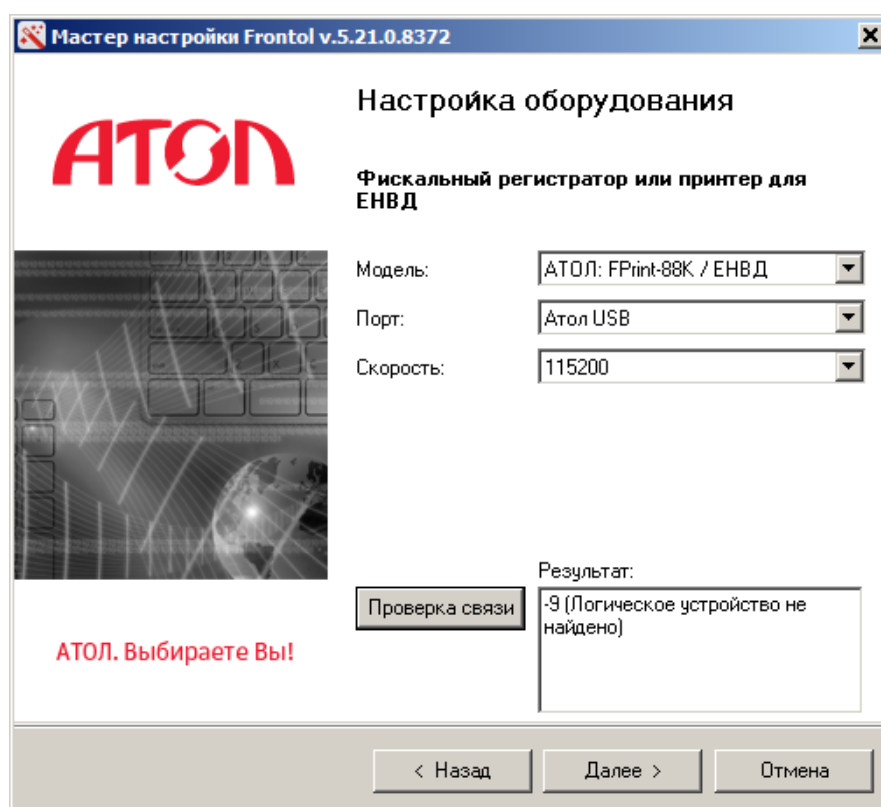 Мастер настройки Frontol v.5.21.0.8372
АТОЛ
Настройка оборудования
Фискальный регистратор или принтер для
ЕНВД
Модель:
АТОЛ: FPrint-88K / ЕНВД
Порт:
Атол USB
Скорость:
115200
Результат:
Проверка связи
-9 (Логическое устройство не
найдено)
АТОЛ. Выбираете Вы!
< Назад
Далее >
Отмена